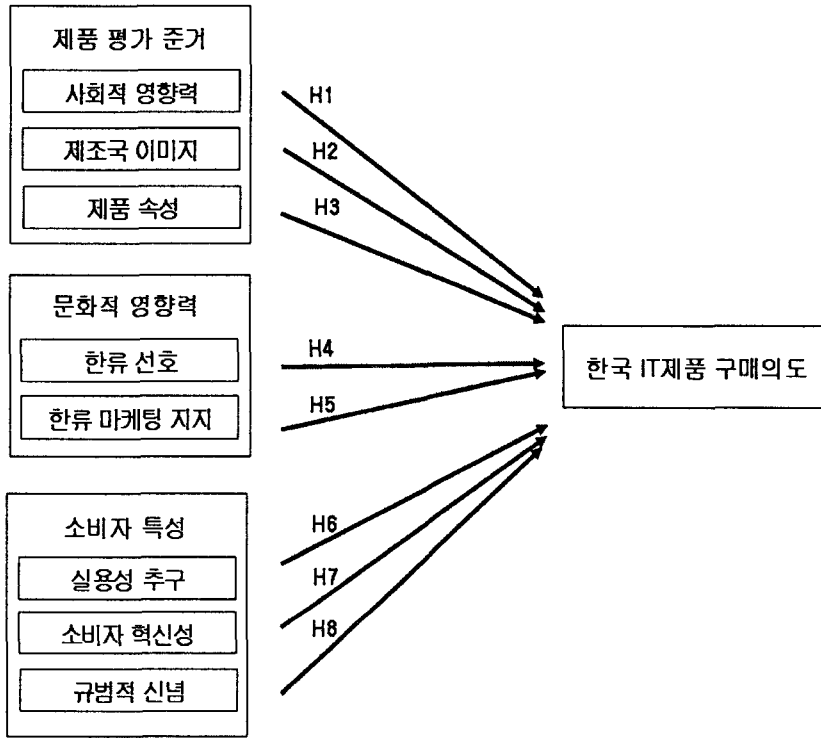 제품 평가 준거
사회적 영향력
제조국 이미지
제품 속성
H1
H2
H3
문화적 영향력
한류 선호
한류 마케팅 지지
H4
H5
한국 IT제품 구매의도
소비자 특성
실용성 추구
소비자 혁신성
규범적 신념
H6
H7
H8